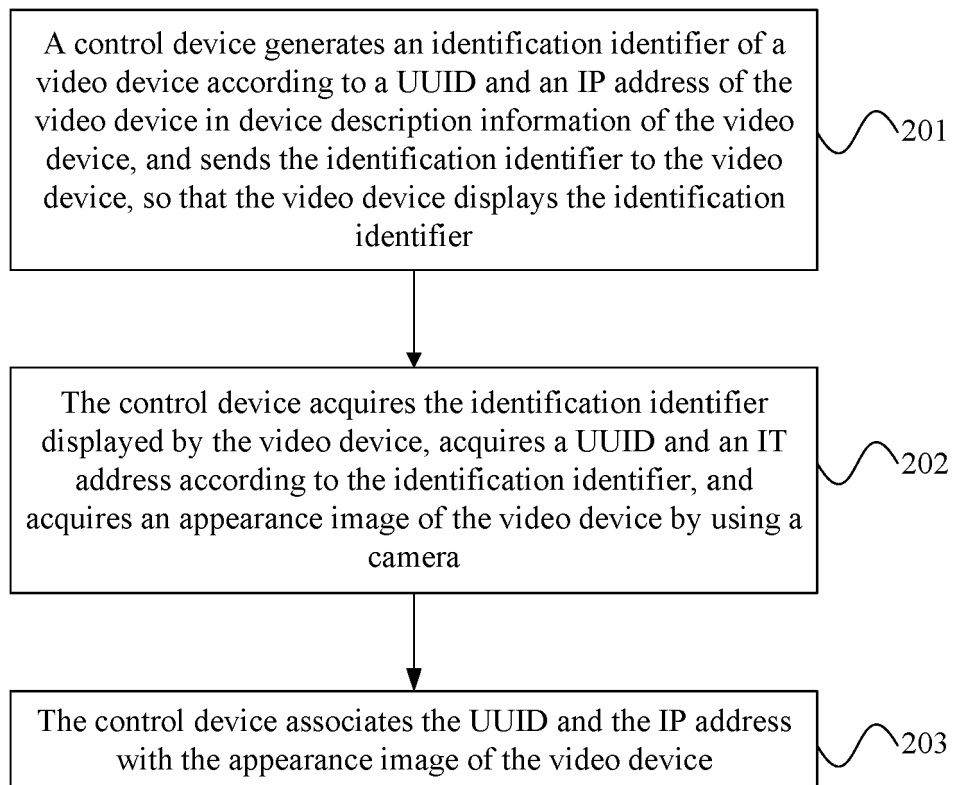 A control device generates an identification identifier of
a video device according to a UUID and an IP address of
the video device in device description information of the video
device, and sends the identification identifier to the video
device, so that the video device displays the identification
identifier
201
The control device acquires the identification identifier
displayed by the video device, acquires a UUID and an IT
address according to the identification identifier, and
acquires an appearance image of the video device by using a
camera
202
The control device associates the UUID and the IP address
with the appearance image of the video device
203